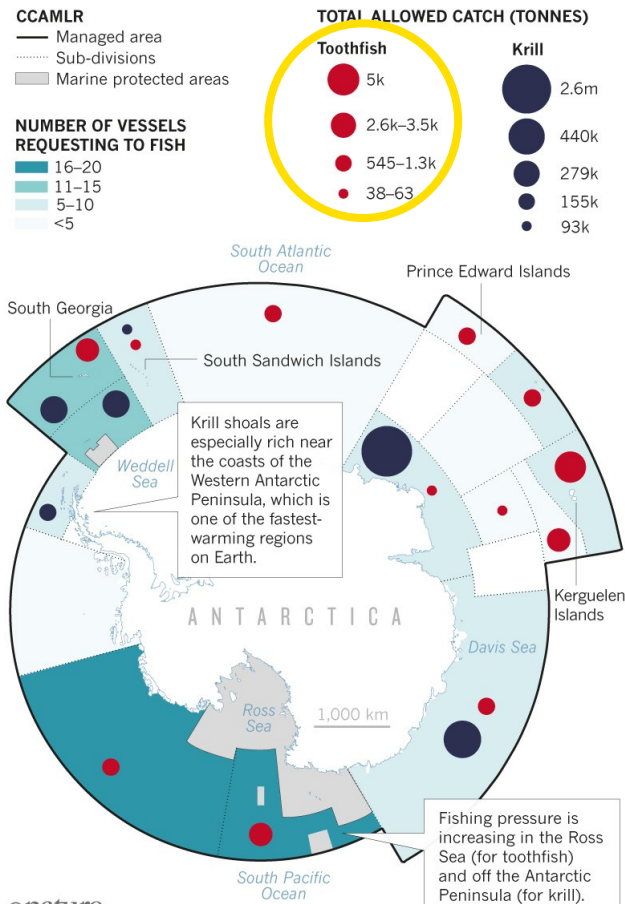 CCAMLR
Managed area
Sub-divisions
Marine protected areas
NUMBER OF VESSELS
REQUESTING TO FISH
16–20
11–15
5–10
<5
TOTAL ALLOWED CATCH (TONNES)
Toothfish
5k
2.6k–3.5k
545–1.3k
38–63
Krill
2.6m
440k
279k
155k
93k
South Atlantic
Ocean
Prince Edward Islands
South Georgia
South Sandwich Islands
Krill shoals are
especially rich near
the coasts of the
Western Antarctic
Peninsula, which is
one of the fastest-
warming regions
on Earth.
Weddell
Sea
Kerguelen
Islands
ANTARCTICA
Davis Sea
Ross
Sea
1,000 km
Fishing pressure is
increasing in the Ross
Sea (for toothfish)
and off the Antarctic
Peninsula (for krill).
South Pacific
Ocean